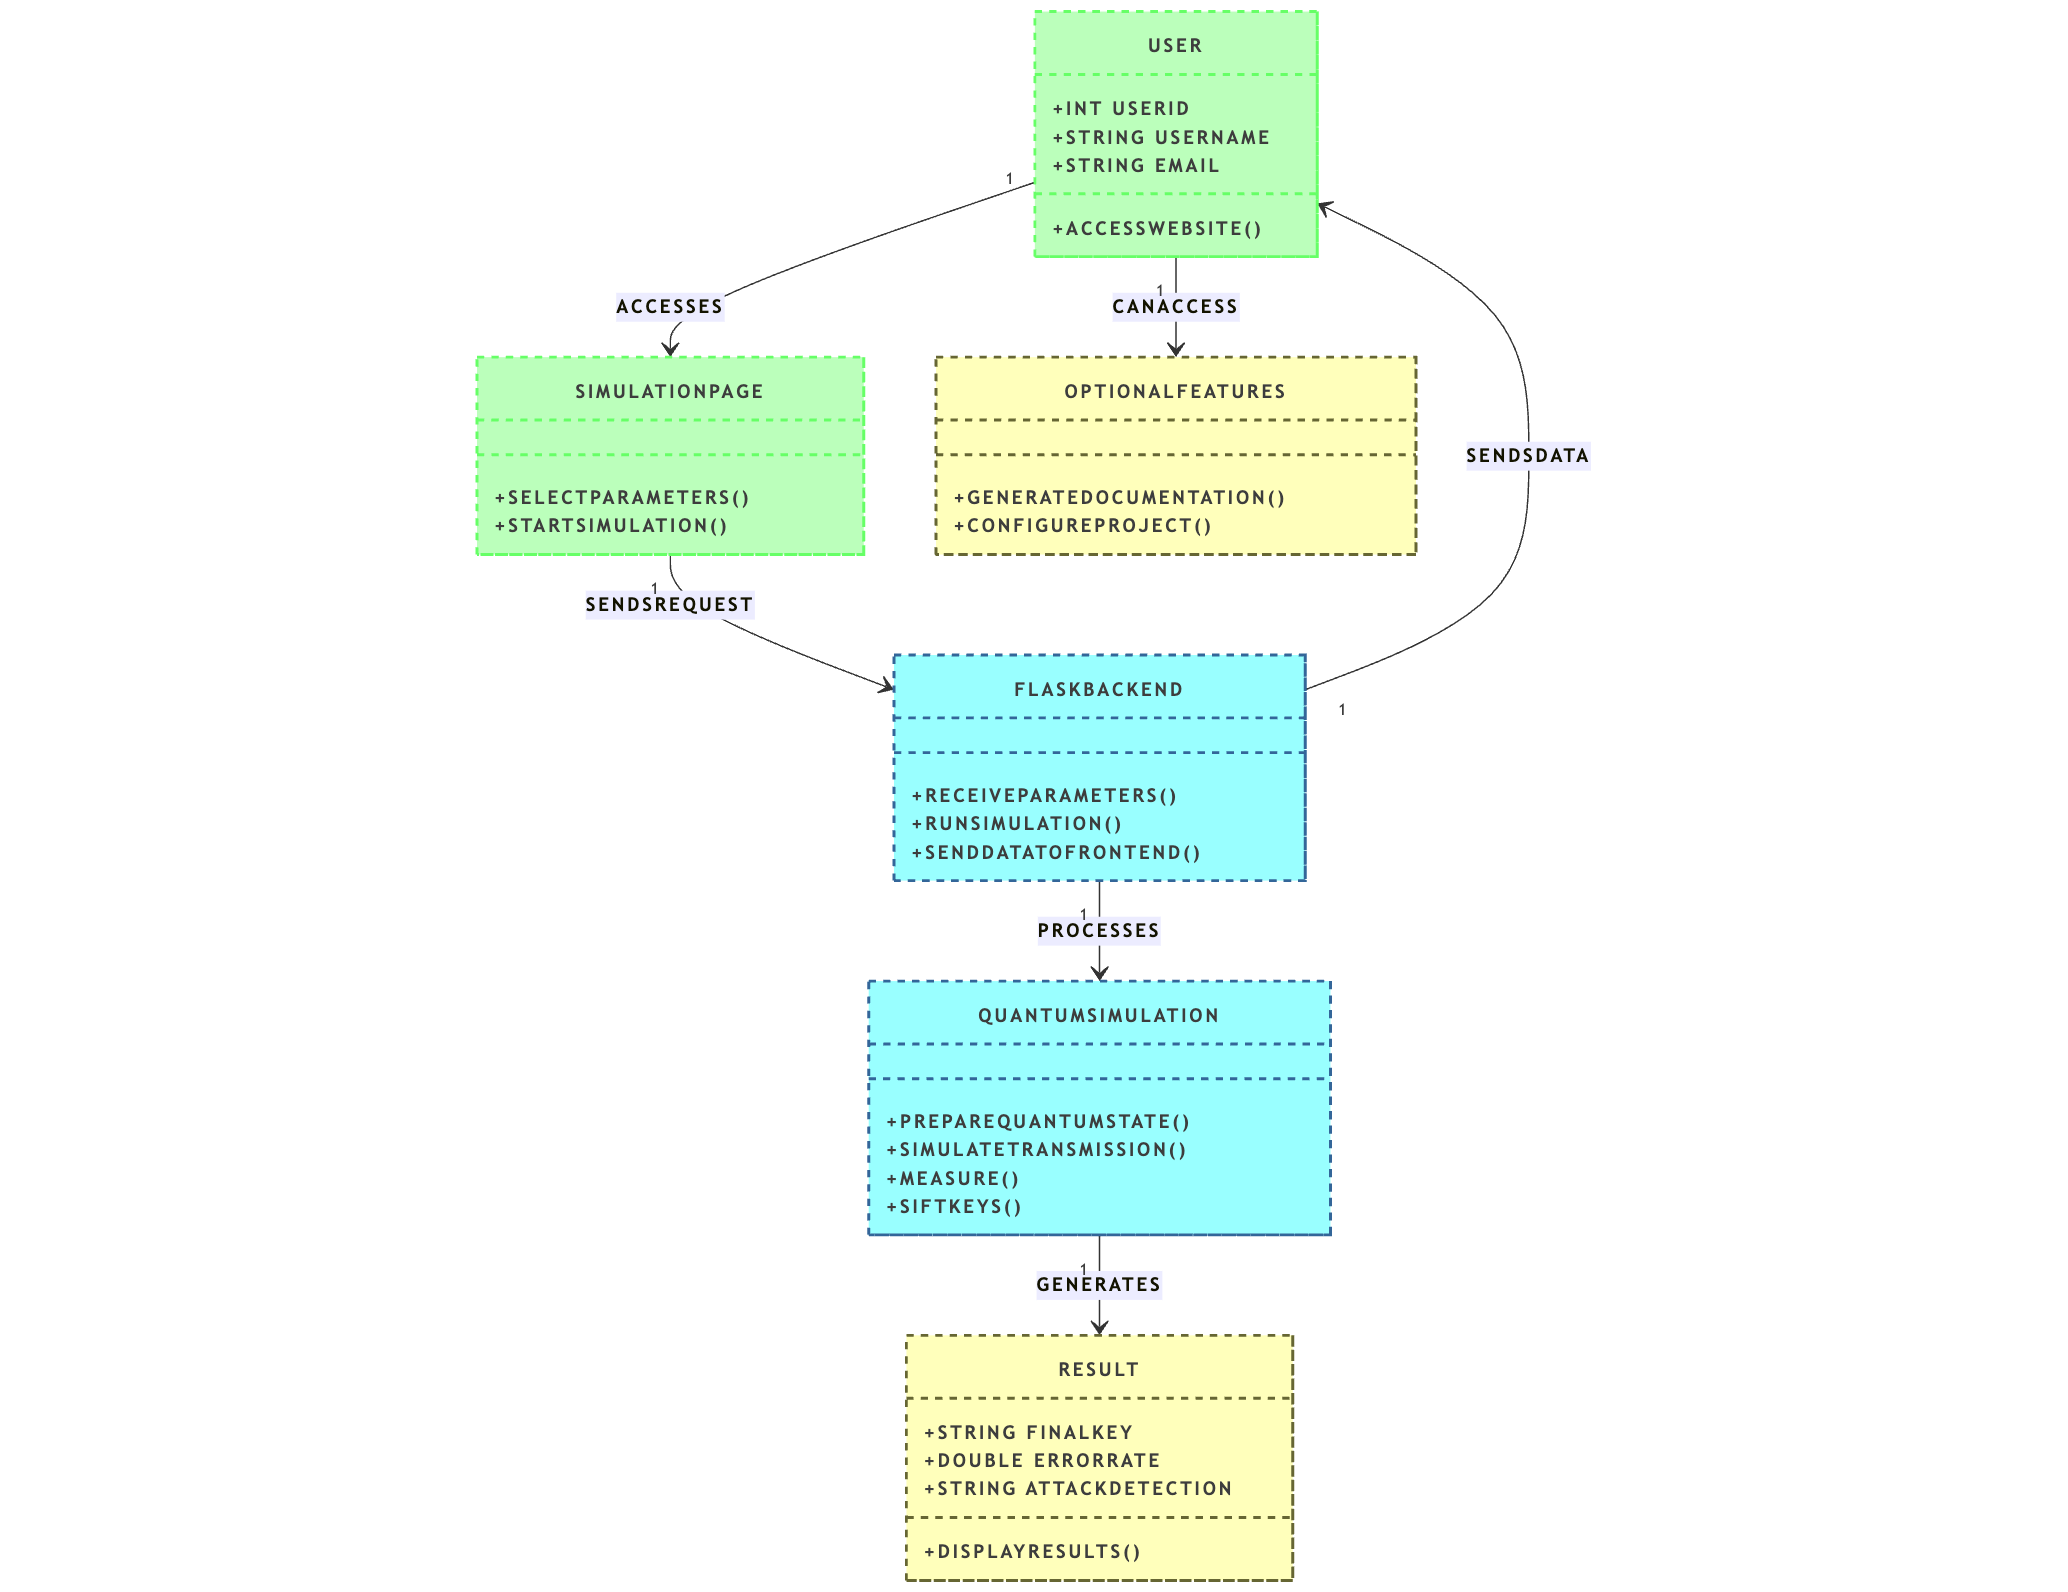 USER
+INT USERID
+STRING USERNAME
+STRING EMAIL
+ACCESSWEBSITE()
1
1
ACCESSES
CANACCESS
SIMULATIONPAGE
+SELECTPARAMETERS()
+STARTSIMULATION()
OPTIONALFEATURES
+GENERATEDOCUMENTATION()
+CONFIGUREPROJECT()
SENDSDATA
1
SENDSREQUEST
FLASKBACKEND
1
+RECEIVEPARAMETERS()
+RUNSIMULATION()
+SENDDATATOFRONTEND()
1
PROCESSES
QUANTUMSIMULATION
+PREPAREQUANTUMSTATE()
+SIMULATETRANSMISSION()
+MEASURE()
+SIFTKEYS()
1
GENERATES
RESULT
+STRING FINALKEY
+DOUBLE ERRORRATE
+STRING ATTACKDETECTION
+DISPLAYRESULTS()